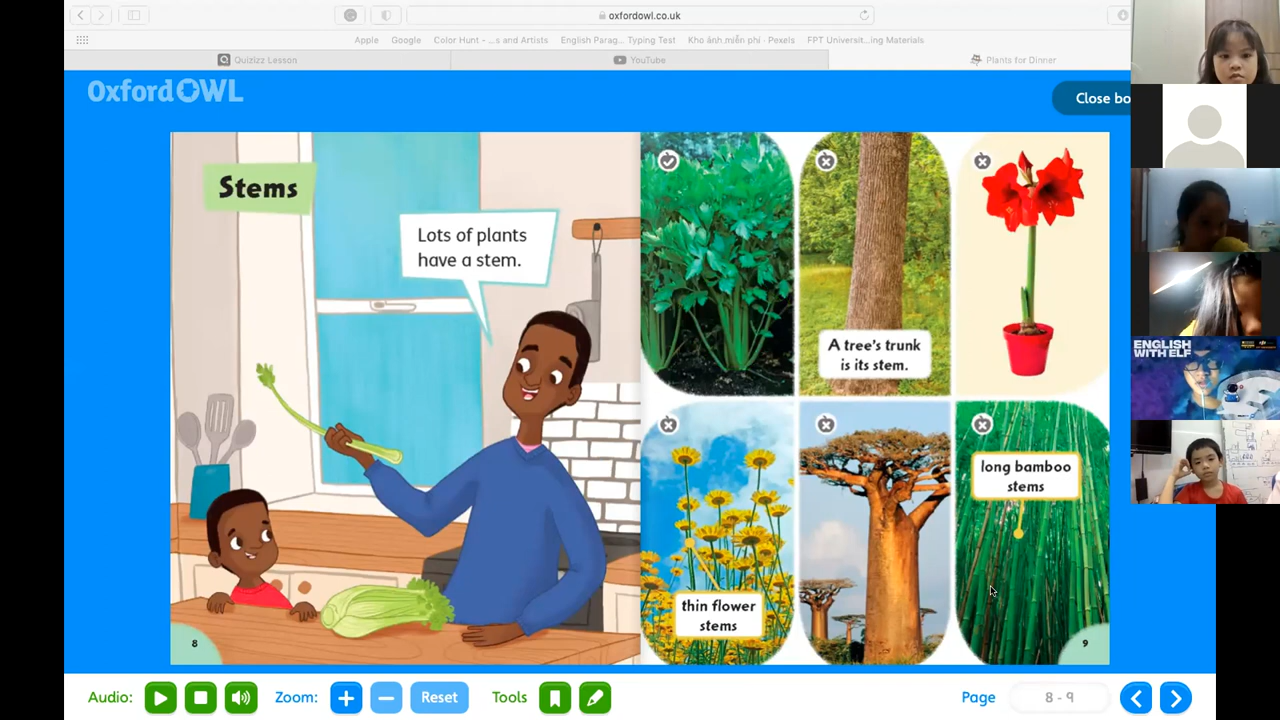 oxfordowl.co.uk
Apple
Google
Color Hunt - ...s and Artists
English Parag... Typing Test
Kho ảnh miễn phí · Pexels
FPT Universit...ing Materials
Quizizz Lesson
YouTube
Plants for Dinner
Oxford OWL
Close bo
Stems
Lots of plants
have a stem.
A tree's trunk
is its stem.
long bamboo
stems
thin flower
stems
8
9
ENGLISH
WITH ELF
Audio:
Zoom:
Reset
Tools
Page
8 - 9